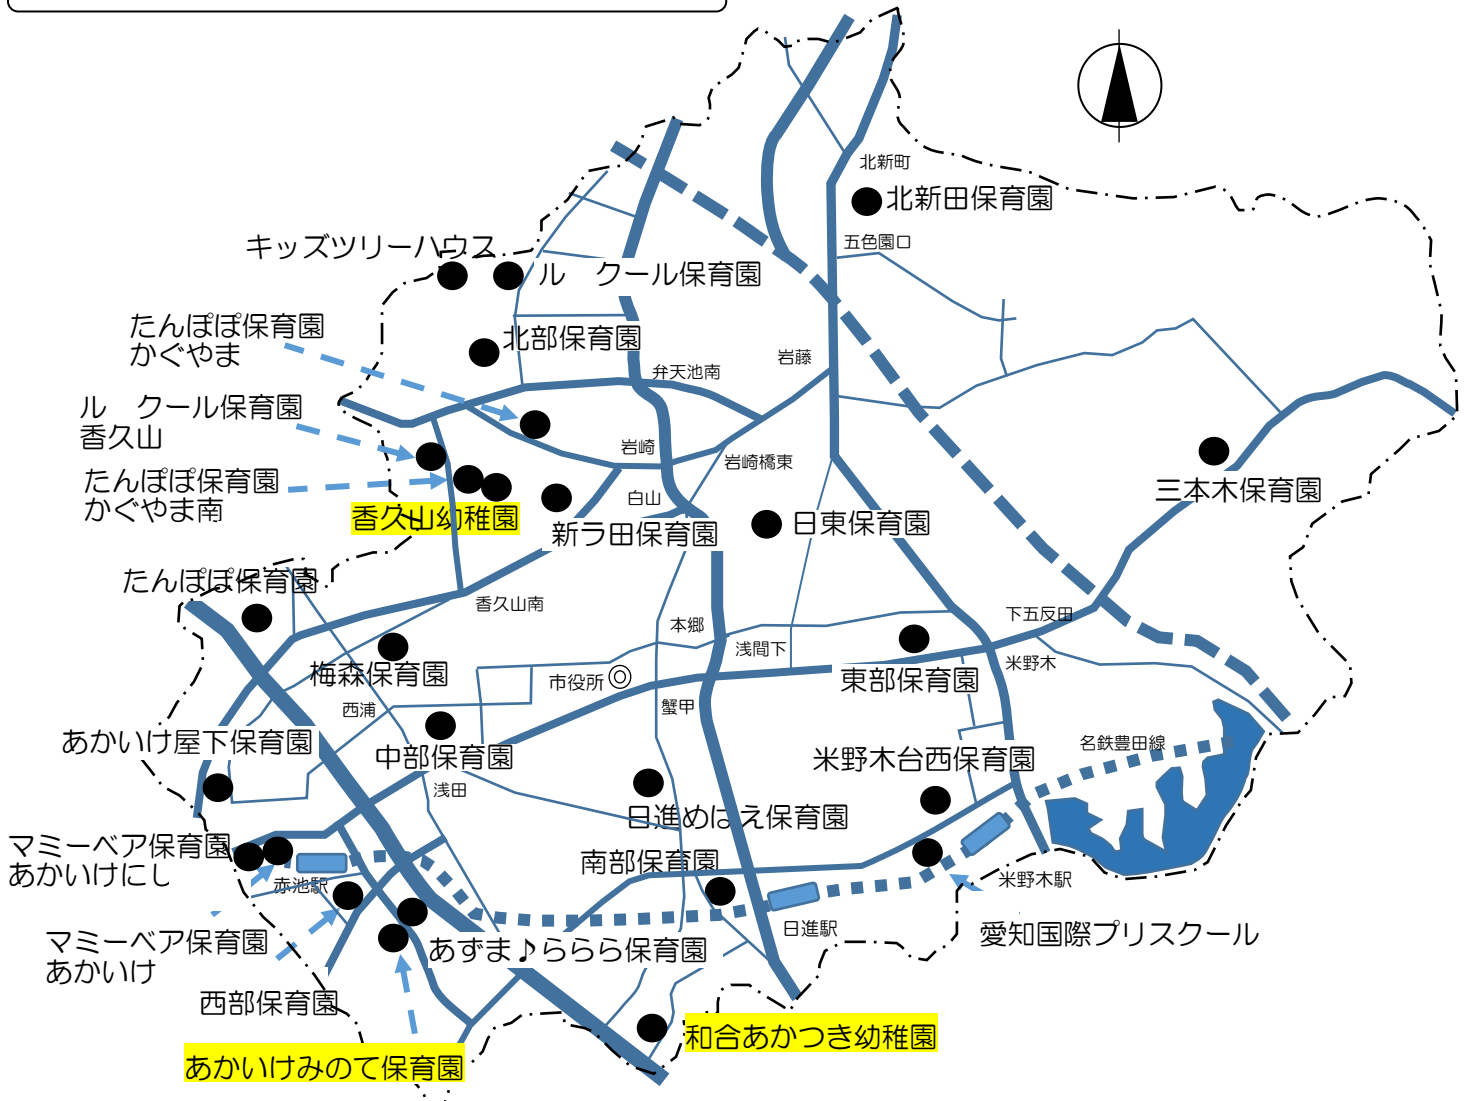 北新町
北新田保育園
五色園口
キッズツリーハウス
ル　クール保育園
たんぽぽ保育園
かぐやま
北部保育園
岩藤
弁天池南
ル　クール保育園
香久山
岩崎
岩崎橋東
たんぽぽ保育園
かぐやま南
白山
三本木保育園
香久山幼稚園
新ラ田保育園
日東保育園
たんぽぽ保育園
香久山南
下五反田
本郷
浅間下
米野木
梅森保育園
市役所
東部保育園
西浦
蟹甲
あかいけ屋下保育園
中部保育園
名鉄豊田線
米野木台西保育園
浅田
日進めばえ保育園
マミーベア保育園
あかいけにし
南部保育園
赤池駅
米野木駅
日進駅
愛知国際プリスクール
マミーベア保育園
あかいけ
あずま♪ららら保育園
西部保育園
和合あかつき幼稚園
あかいけみのて保育園